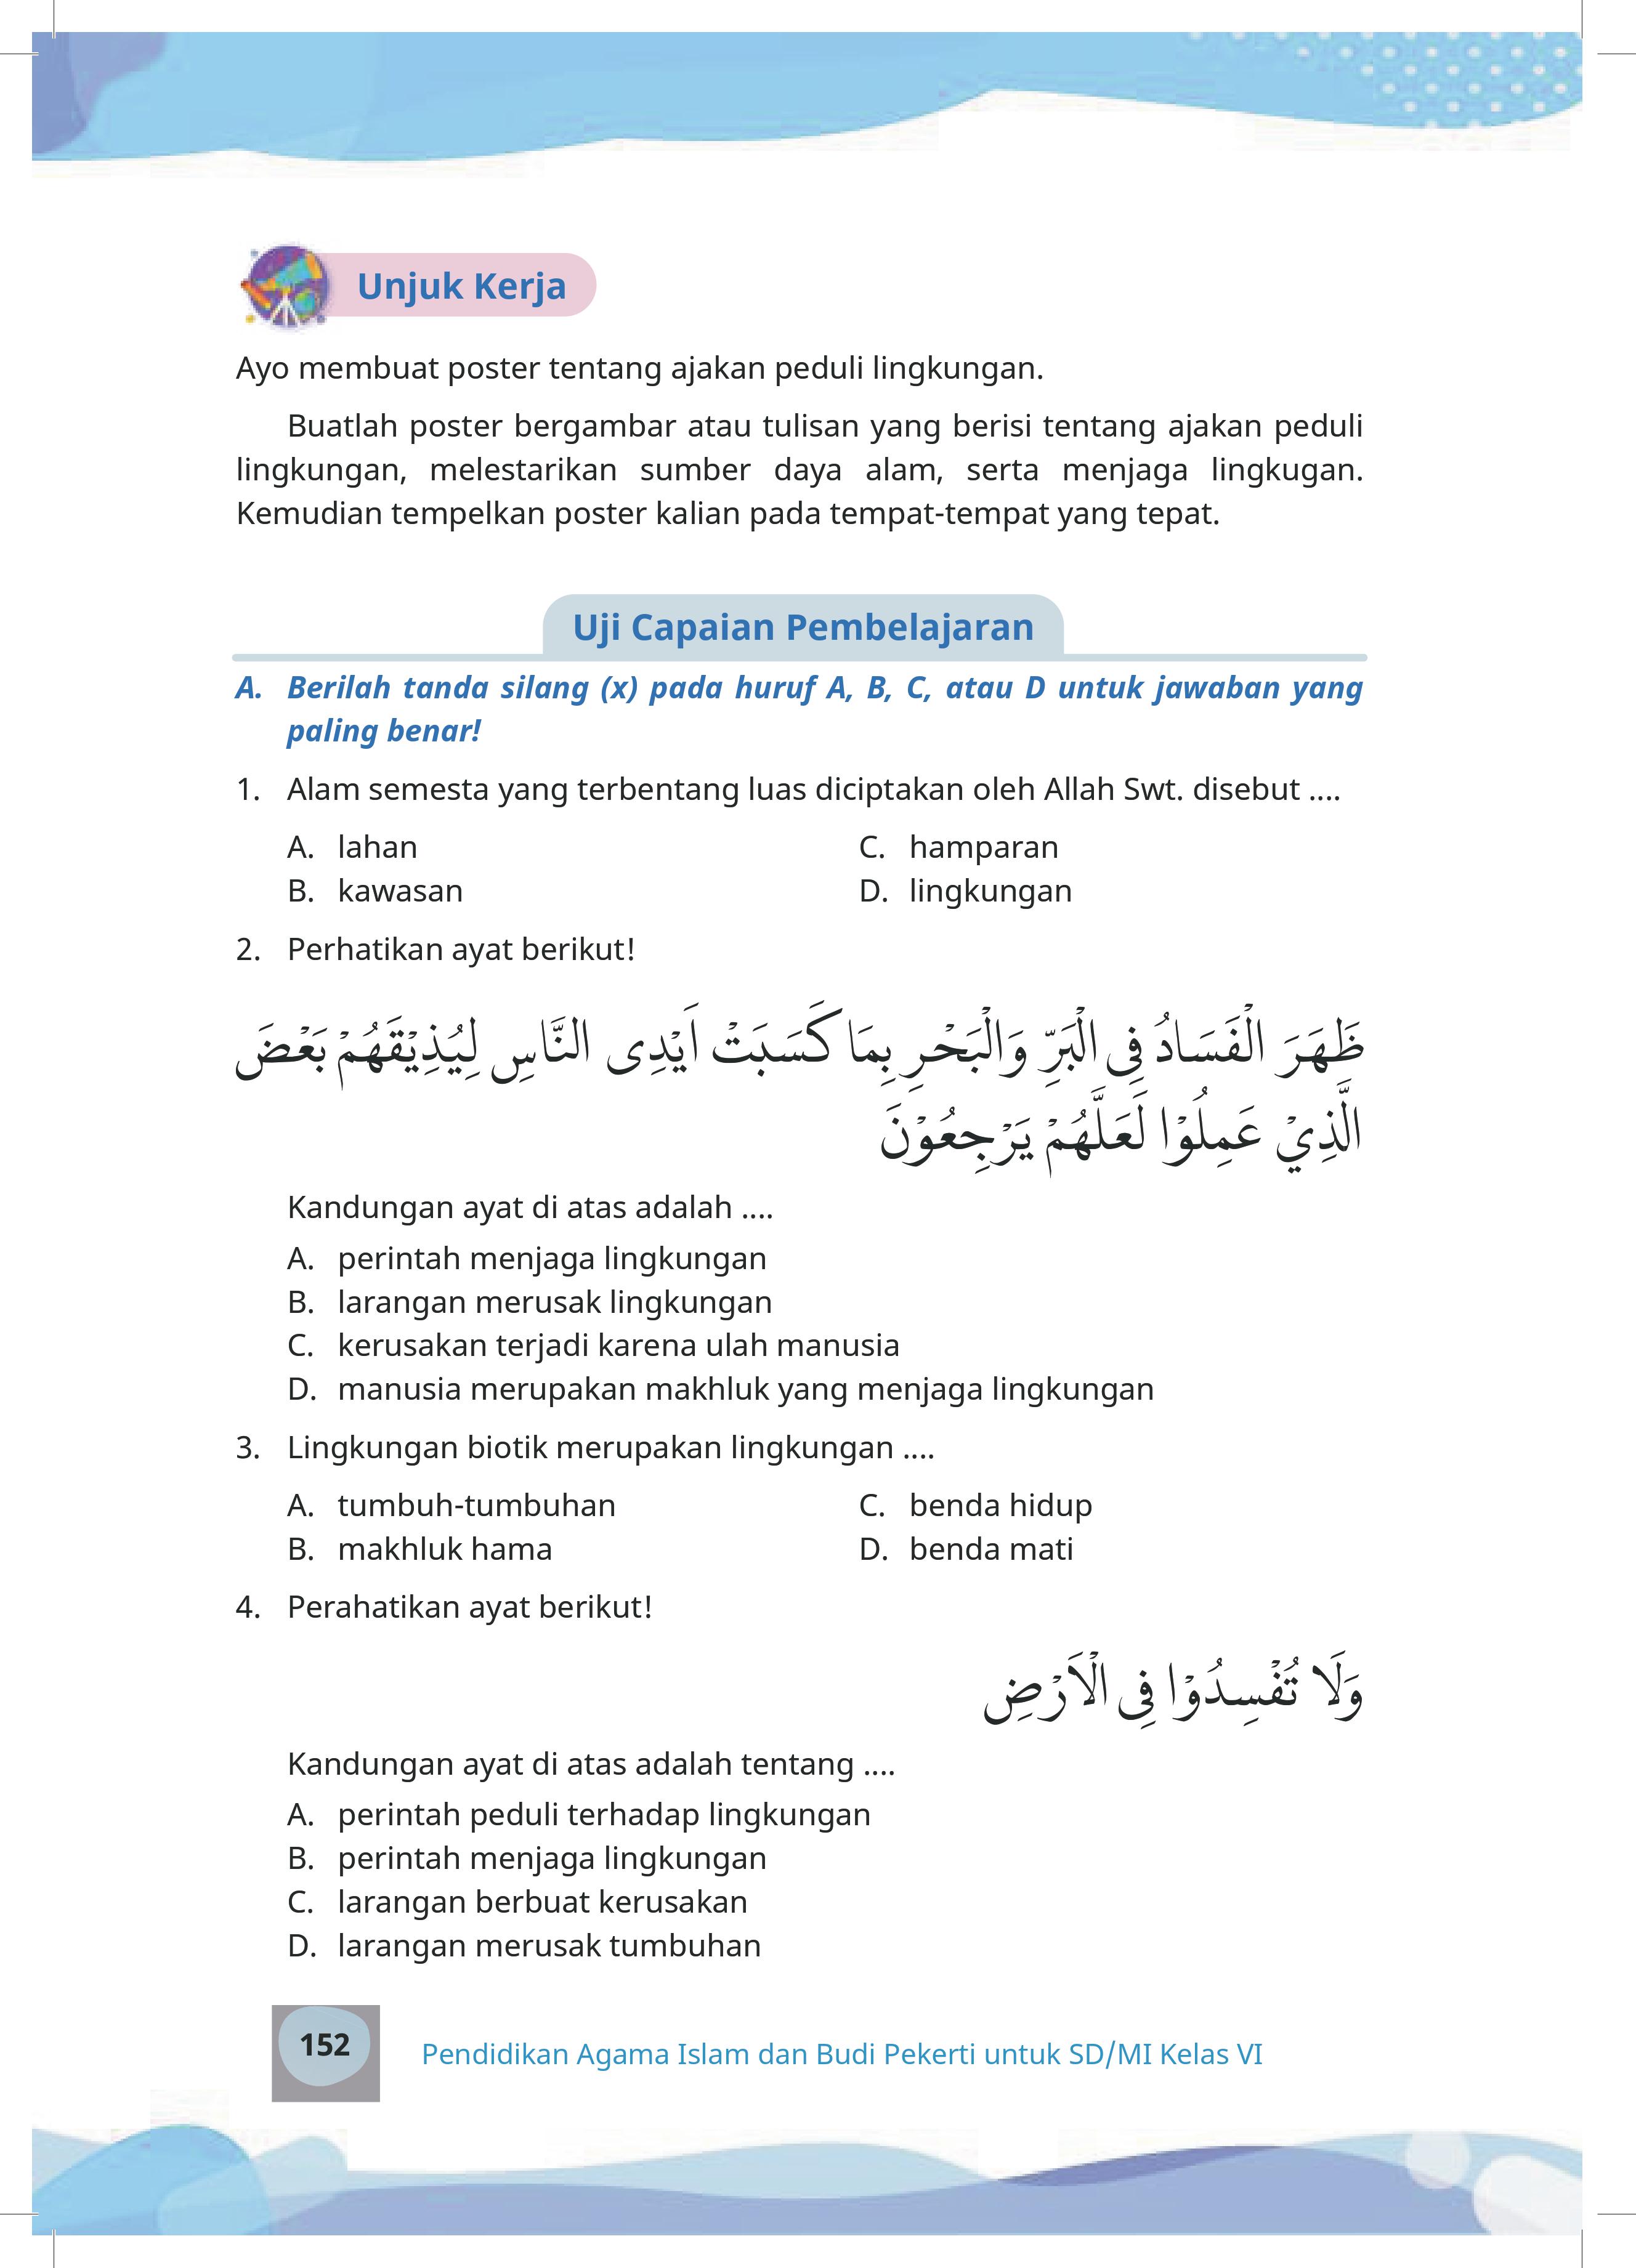 Unjuk Kerja
Ayo membuat poster tentang ajakan peduli lingkungan.
Buatlah poster bergambar atau tulisan yang berisi tentang ajakan peduli
lingkungan, melestarikan sumber daya alam, serta menjaga lingkugan.
Kemudian tempelkan poster kalian pada tempat-tempat yang tepat.
Uji Capaian Pembelajaran
A. Berilah tanda silang (x) pada huruf A, B, C, atau D untuk jawaban yang
paling benar!
1. Alam semesta yang terbentang luas diciptakan oleh Allah Swt. disebut ....
A. lahan
B. kawasan
C. hamparan
D. lingkungan
2. Perhatikan ayat berikut!
ظَهَرَ الْفَسَادُ فِى الْبَرِّ وَالْبَحْرِ بِمَا كَسَبَتْ اَيْدِى النَّاسِ لِيُذِيْقَهُمْ بَعْضَ
الَّذِيْ عَمِلُوْا لَعَلَّهُمْ يَرْجِعُوْنَ
Kandungan ayat di atas adalah ....
A. perintah menjaga lingkungan
B. larangan merusak lingkungan
C. kerusakan terjadi karena ulah manusia
D. manusia merupakan makhluk yang menjaga lingkungan
3. Lingkungan biotik merupakan lingkungan ....
A. tumbuh-tumbuhan
B. makhluk hama
C. benda hidup
D. benda mati
4. Perahatikan ayat berikut!
وَلَا تُفْسِدُوْا فِى الْاَرْضِ
Kandungan ayat di atas adalah tentang ....
A. perintah peduli terhadap lingkungan
B. perintah menjaga lingkungan
C. larangan berbuat kerusakan
D. larangan merusak tumbuhan
152
Pendidikan Agama Islam dan Budi Pekerti untuk SD/MI Kelas VI